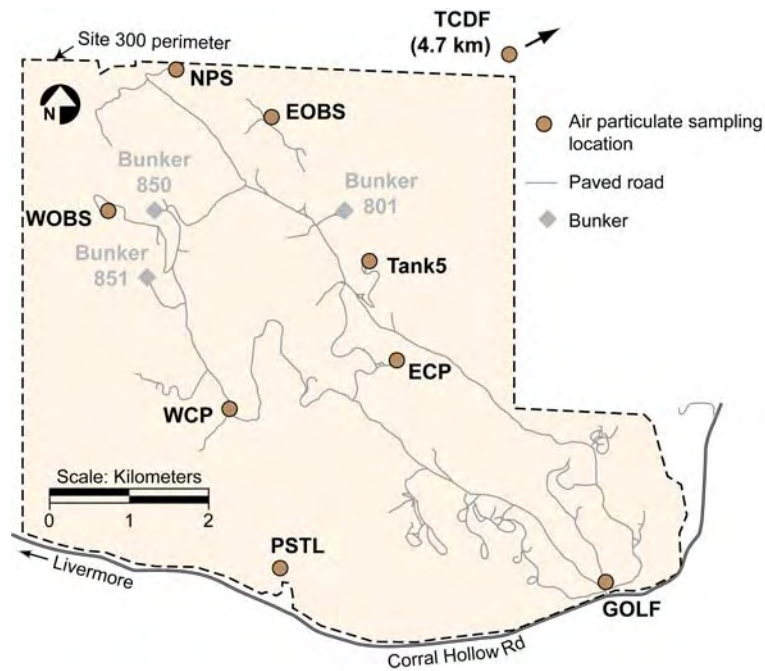 TCDF
(4.7 km)
Site 300 perimeter
NPS
N
EOBS
Air particulate sampling
location
Paved road
Bunker
Bunker
850
Bunker
801
WOBS
Bunker
851
Tank5
ECP
WCP
Scale: Kilometers
0 1 2
PSTL
Livermore
GOLF
Corral Hollow Rd